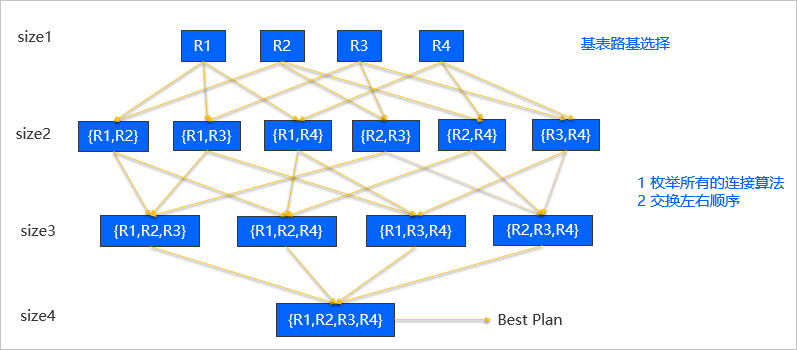 size1
R1
R2
R3
R4
基表路基选择
size2
{R1,R2}
{R1,R3}
{R1,R4}
{R2,R3}
{R2,R4}
{R3,R4}
1 枚举所有的连接算法
2 交换左右顺序
size3
{R1,R2,R3}
{R1,R2,R4}
{R1,R3,R4}
{R2,R3,R4}
size4
{R1,R2,R3,R4}
Best Plan